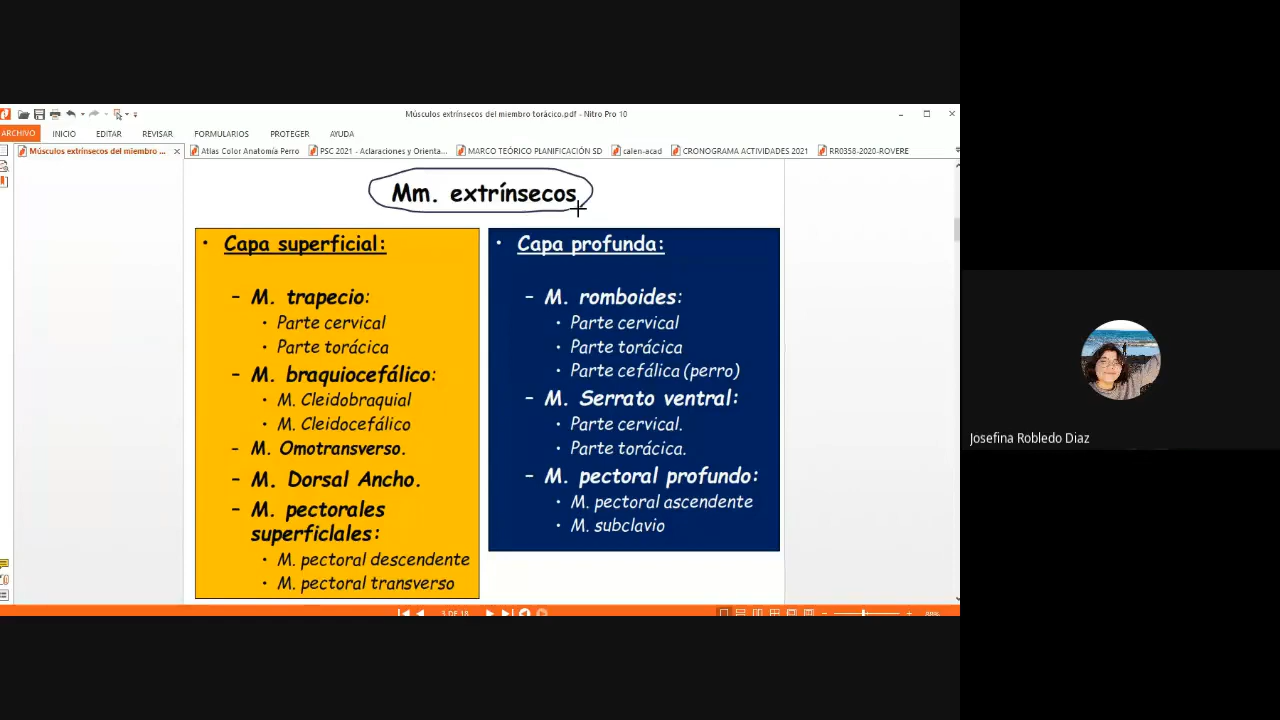 Músculos extrínsecos del miembro torácico.pdf - Nitro Pro 10
ARCHIVO INICIO EDITAR REVISAR FORMULARIOS PROTEGER AYUDA
Músculos extrínsecos del miembro ... × Atlas Color Anatomía Perro PSC 2021 - Aclaraciones y Orienta... MARCO TEÓRICO PLANIFICACIÓN SD calen-acad CRONOGRAMA ACTIVIDADES 2021 RR0358-2020-ROVERE
Mm. extrínsecos
• Capa superficial:
- M. trapecio:
• Parte cervical
• Parte torácica
- M. braquiocefálico:
• M. Cleidobraquial
• M. Cleidocefálico
- M. Omotransverso.
- M. Dorsal Ancho.
- M. pectorales
superficlales:
• M. pectoral descendente
• M. pectoral transverso
• Capa profunda:
- M. romboides:
• Parte cervical
• Parte torácica
• Parte cefálica (perro)
- M. Serrato ventral:
• Parte cervical.
• Parte torácica.
- M. pectoral profundo:
• M. pectoral ascendente
• M. subclavio
Josefina Robledo Diaz
3 DE 18